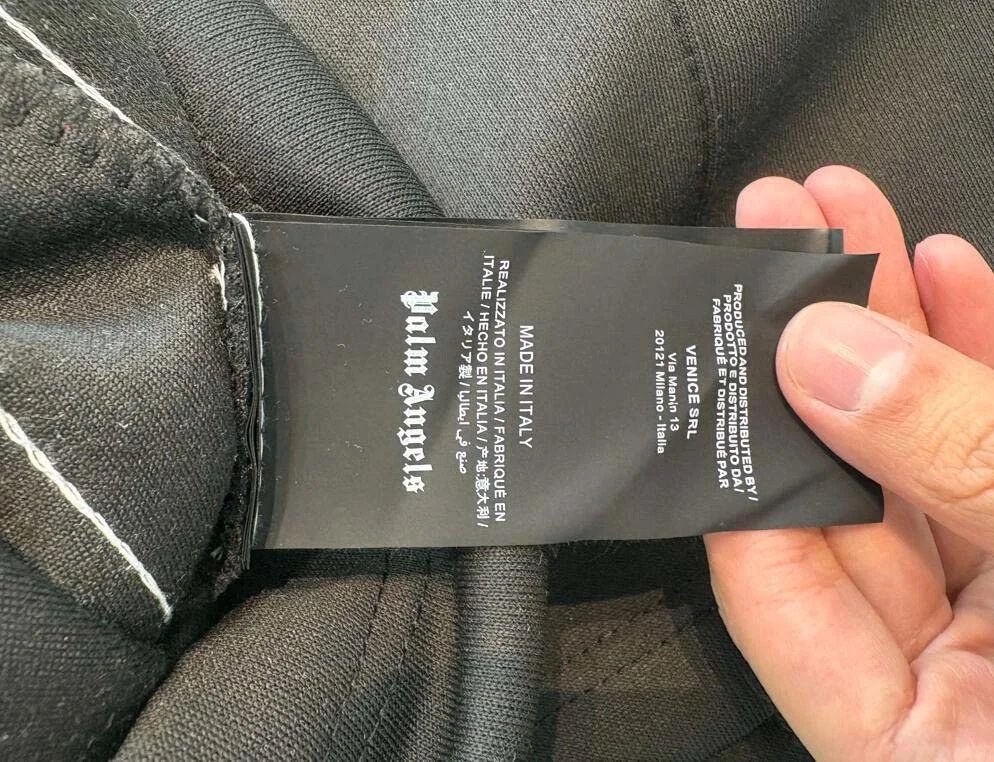 Palm Angels
MADE IN ITALY
REALIZZATO IN ITALIA / FABRIQUÉ EN
ITALIE / HECHO EN ITALIA / 产地:意大利 /
イタリア製 / صنع في ايطاليا
VENICE SRL
Via Manin 13
20121 Milano - Italia
PRODUCED AND DISTRIBUTED BY /
PRODOTTO E DISTRIBUITO DA /
FABRIQUÉ ET DISTRIBUÉ PAR